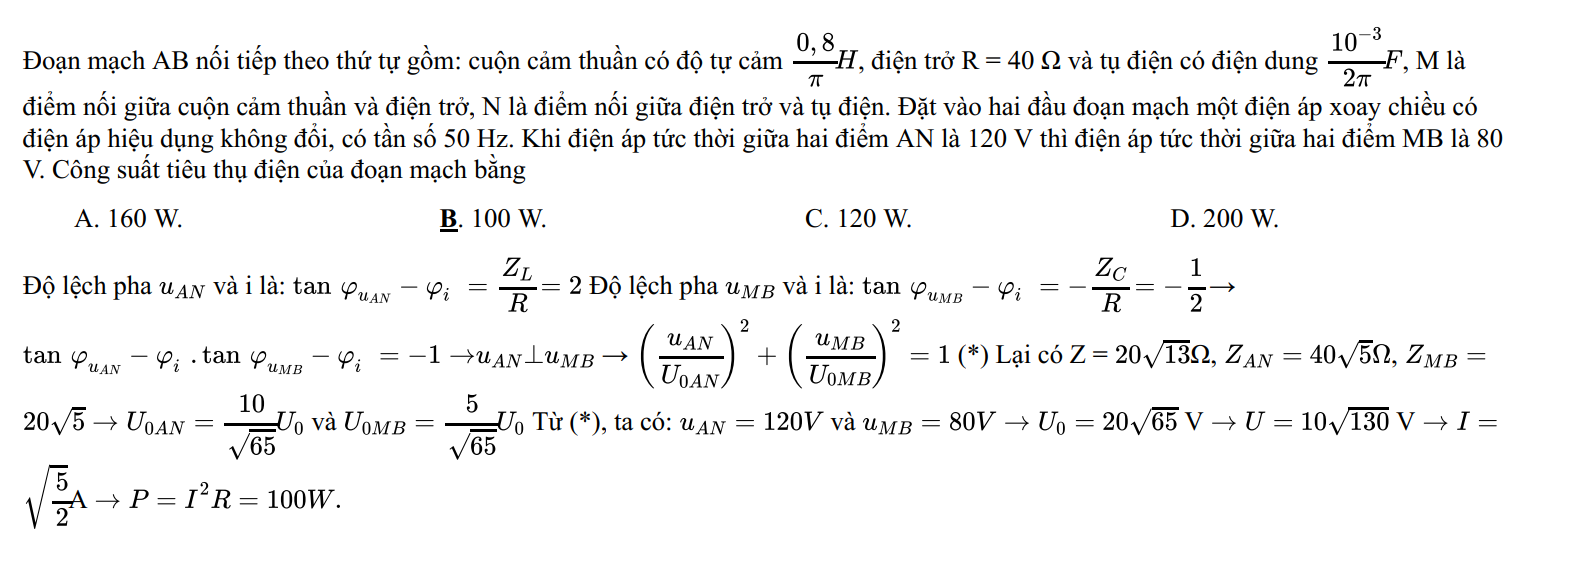 Đoạn mạch AB nối tiếp theo thứ tự gồm: cuộn cảm thuần có độ tự cảm $\frac{0,8}{\pi}H$, điện trở R = 40 Ω và tụ điện có điện dung $\frac{10^{-3}}{2\pi}F$, M là
điểm nối giữa cuộn cảm thuần và điện trở, N là điểm nối giữa điện trở và tụ điện. Đặt vào hai đầu đoạn mạch một điện áp xoay chiều có
điện áp hiệu dụng không đổi, có tần số 50 Hz. Khi điện áp tức thời giữa hai điểm AN là 120 V thì điện áp tức thời giữa hai điểm MB là 80
V. Công suất tiêu thụ điện của đoạn mạch bằng
A. 160 W. B. 100 W. C. 120 W. D. 200 W.
Độ lệch pha $u_{AN}$ và i là: $\tan \varphi_{u_{AN}} - \varphi_i = \frac{Z_L}{R} = 2$ Độ lệch pha $u_{MB}$ và i là: $\tan \varphi_{u_{MB}} - \varphi_i = -\frac{Z_C}{R} = -\frac{1}{2} \rightarrow$
$\tan \varphi_{u_{AN}} - \varphi_i . \tan \varphi_{u_{MB}} - \varphi_i = -1 \rightarrow u_{AN} \perp u_{MB} \rightarrow \left(\frac{u_{AN}}{U_{0AN}}\right)^2 + \left(\frac{u_{MB}}{U_{0MB}}\right)^2 = 1$ (*) Lại có Z = $20\sqrt{13}Ω$, $Z_{AN} = 40\sqrt{5}Ω$, $Z_{MB} =$
$20\sqrt{5} \rightarrow U_{0AN} = \frac{10}{\sqrt{65}}U_0$ và $U_{0MB} = \frac{5}{\sqrt{65}}U_0$ Từ (*), ta có: $u_{AN} = 120V$ và $u_{MB} = 80V \rightarrow U_0 = 20\sqrt{65}$ V $\rightarrow U = 10\sqrt{130}$ V $\rightarrow I =$
$\sqrt{\frac{5}{2}}$A $\rightarrow P = I^2R = 100W.$